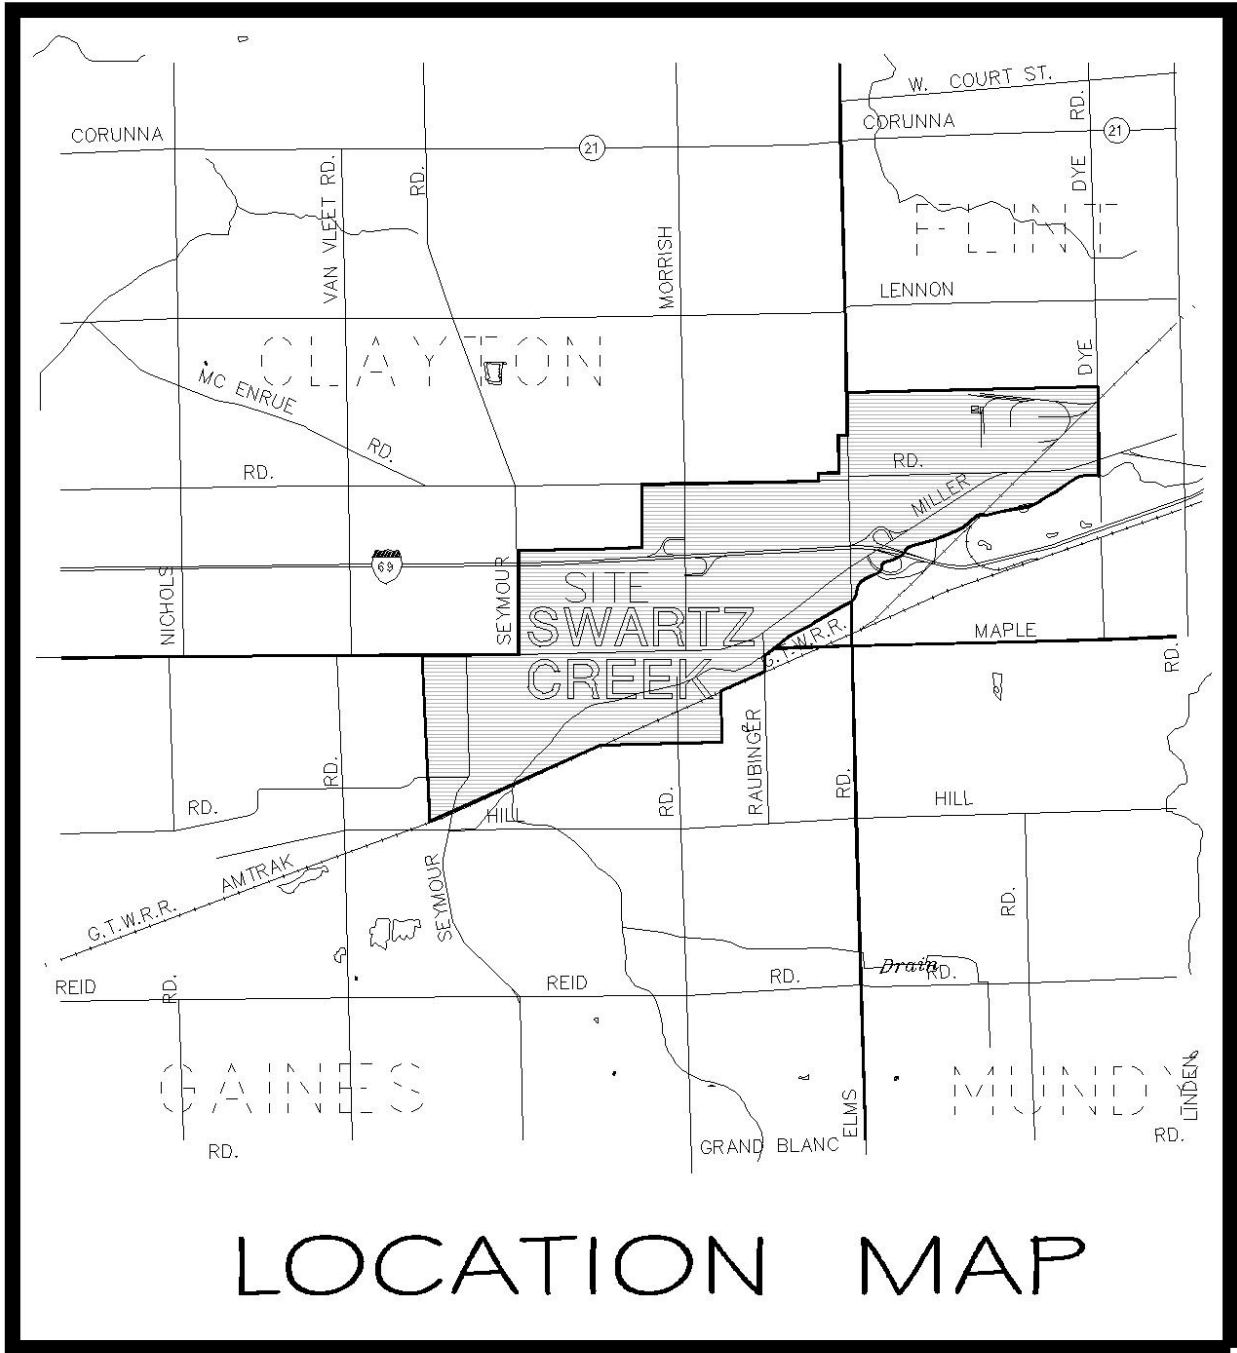 W. COURT ST.
CORUNNA
21
CORUNNA
RD.
21
VAN VLEET RD.
RD.
DYE
FLINT
MORRISH
LENNON
CLAYTON
DYE
MC ENRUE
RD.
RD.
RD.
MILLER
69
NICHOLS
SEYMOUR
SITE
SWARTZ
CREEK
G.T.W.R.R.
MAPLE
RD.
RD.
RD.
RD.
RAUBINGER
RD.
HILL
HILL
AMTRAK
SEYMOUR
RD.
G.T.W.R.R.
REID
RD.
REID
RD.
Drain
RD.
GAINES
MUNDY
LINDEN
ELMS
RD.
GRAND BLANC
RD.
LOCATION MAP